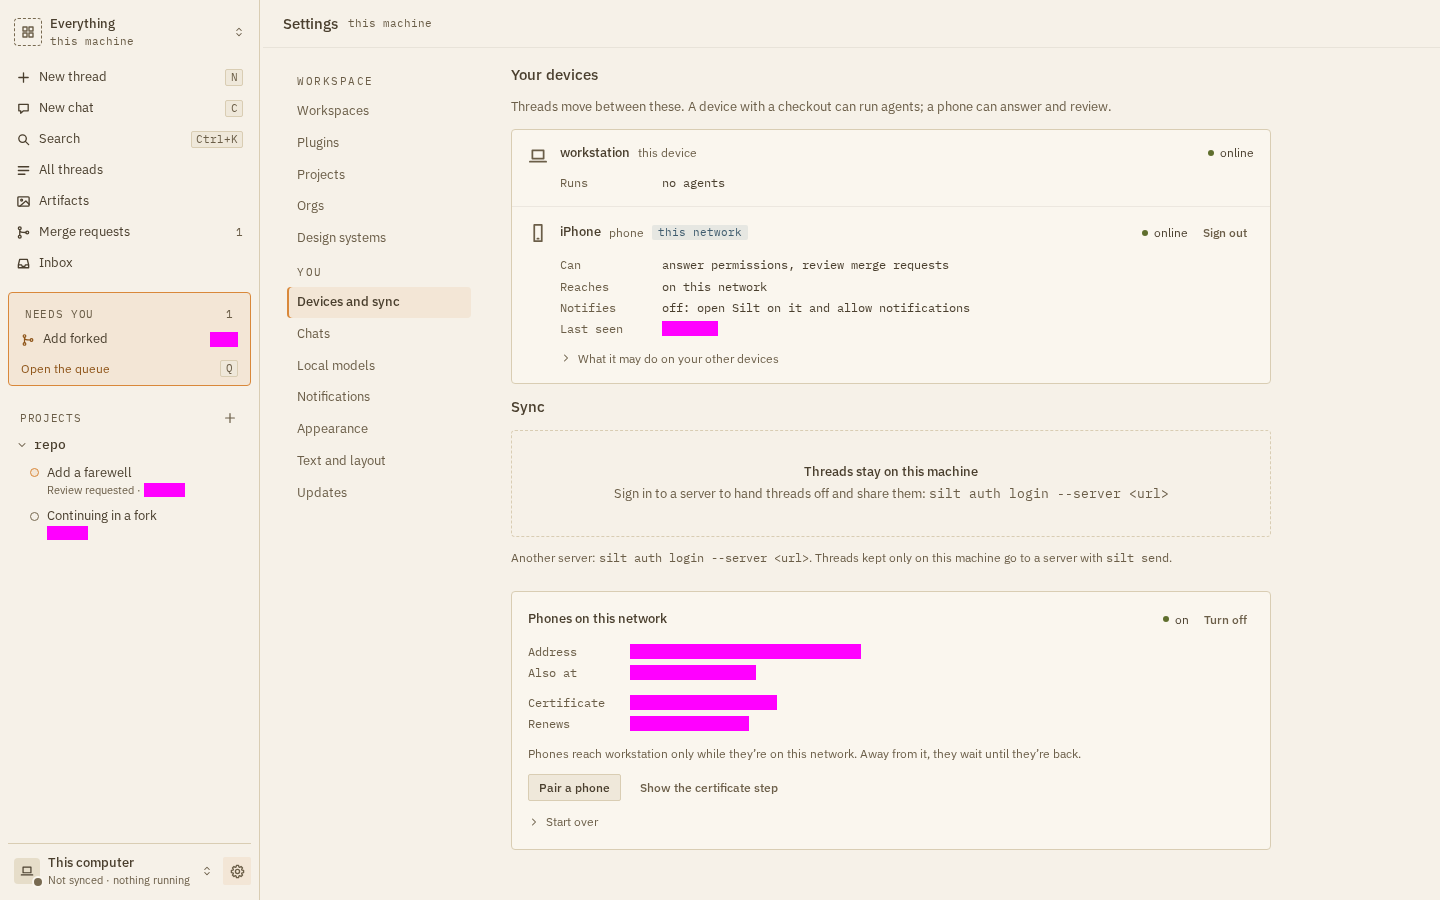 Everything
this machine
New thread N
New chat C
Search Ctrl+K
All threads
Artifacts
Merge requests 1
Inbox
NEEDS YOU 1
Add forked
Open the queue Q
PROJECTS
repo
Add a farewell
Review requested ·
Continuing in a fork
This computer
Not synced · nothing running
Settings this machine
WORKSPACE
Workspaces
Plugins
Projects
Orgs
Design systems
YOU
Devices and sync
Chats
Local models
Notifications
Appearance
Text and layout
Updates
Your devices
Threads move between these. A device with a checkout can run agents; a phone can answer and review.
workstation this device online
Runs no agents
iPhone phone this network online Sign out
Can answer permissions, review merge requests
Reaches on this network
Notifies off: open Silt on it and allow notifications
Last seen
What it may do on your other devices
Sync
Threads stay on this machine
Sign in to a server to hand threads off and share them: silt auth login --server <url>
Another server: silt auth login --server <url>. Threads kept only on this machine go to a server with silt send.
Phones on this network on Turn off
Address
Also at
Certificate
Renews
Phones reach workstation only while they’re on this network. Away from it, they wait until they’re back.
Pair a phone Show the certificate step
Start over